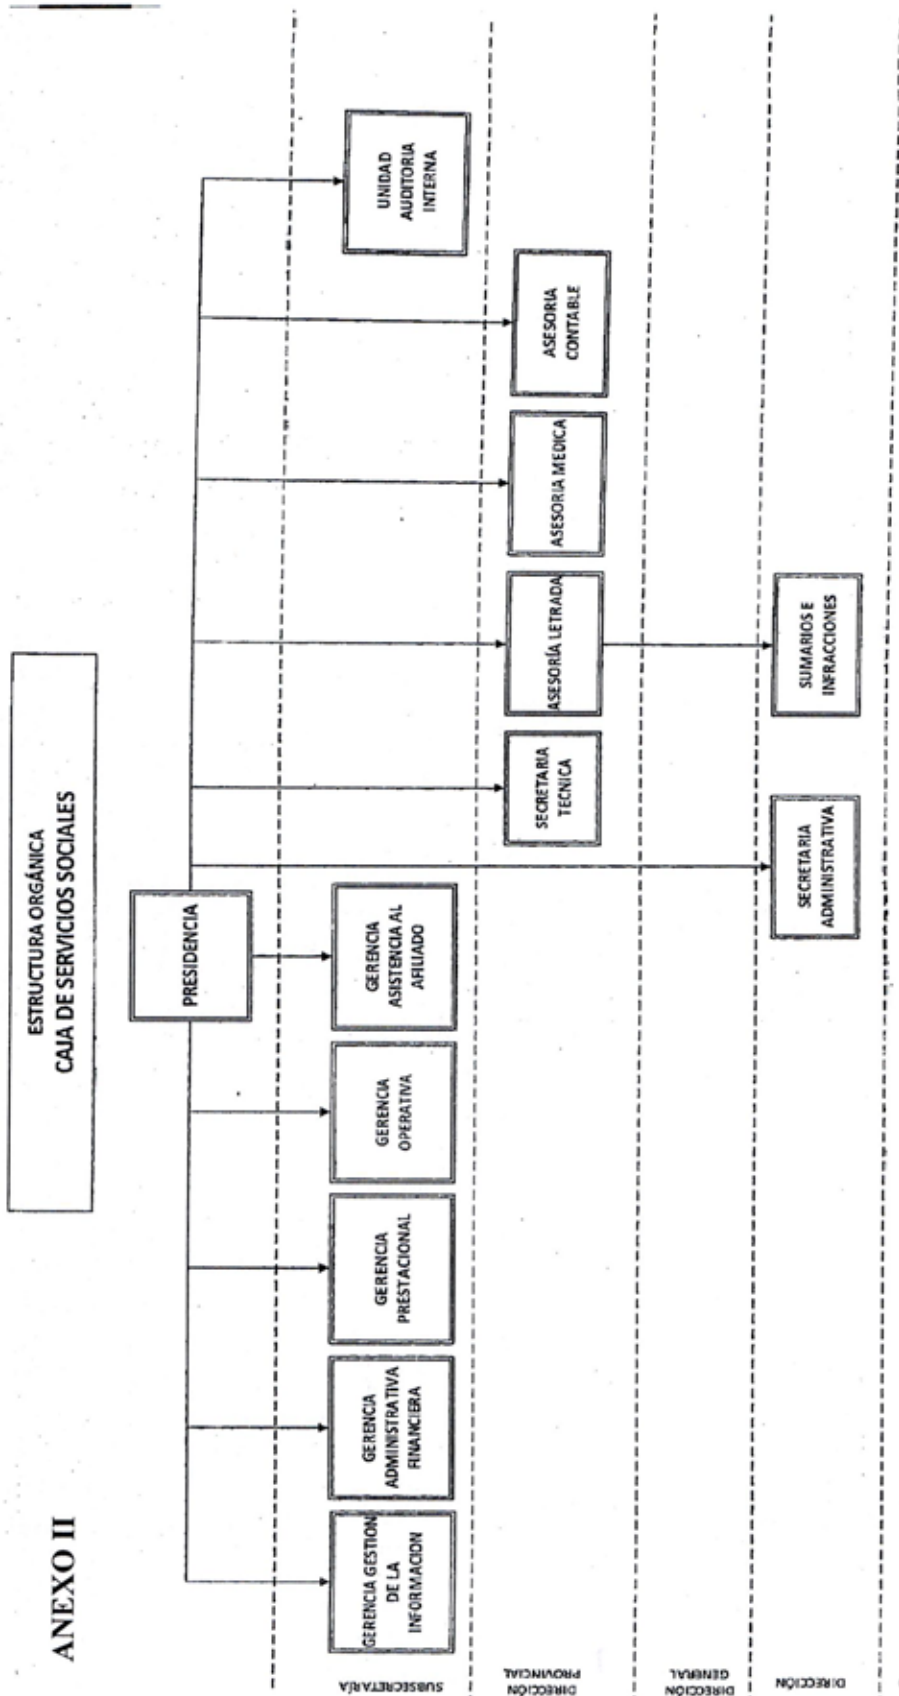 ANEXO II
ESTRUCTURA ORGÁNICA
CAJA DE SERVICIOS SOCIALES
PRESIDENCIA
SUBSECRETARÍA
GERENCIA GESTION
DE LA
INFORMACION
GERENCIA
ADMINISTRATIVA
FINANCIERA
GERENCIA
PRESTACIONAL
GERENCIA
OPERATIVA
GERENCIA
ASISTENCIA AL
AFILIADO
UNIDAD
AUDITORIA
INTERNA
DIRECCIÓN
PROVINCIAL
SECRETARIA
TECNICA
ASESORÍA LETRADA
ASESORIA MEDICA
ASESORIA
CONTABLE
DIRECCIÓN
GENERAL
DIRECCIÓN
SECRETARIA
ADMINISTRATIVA
SUMARIOS E
INFRACCIONES